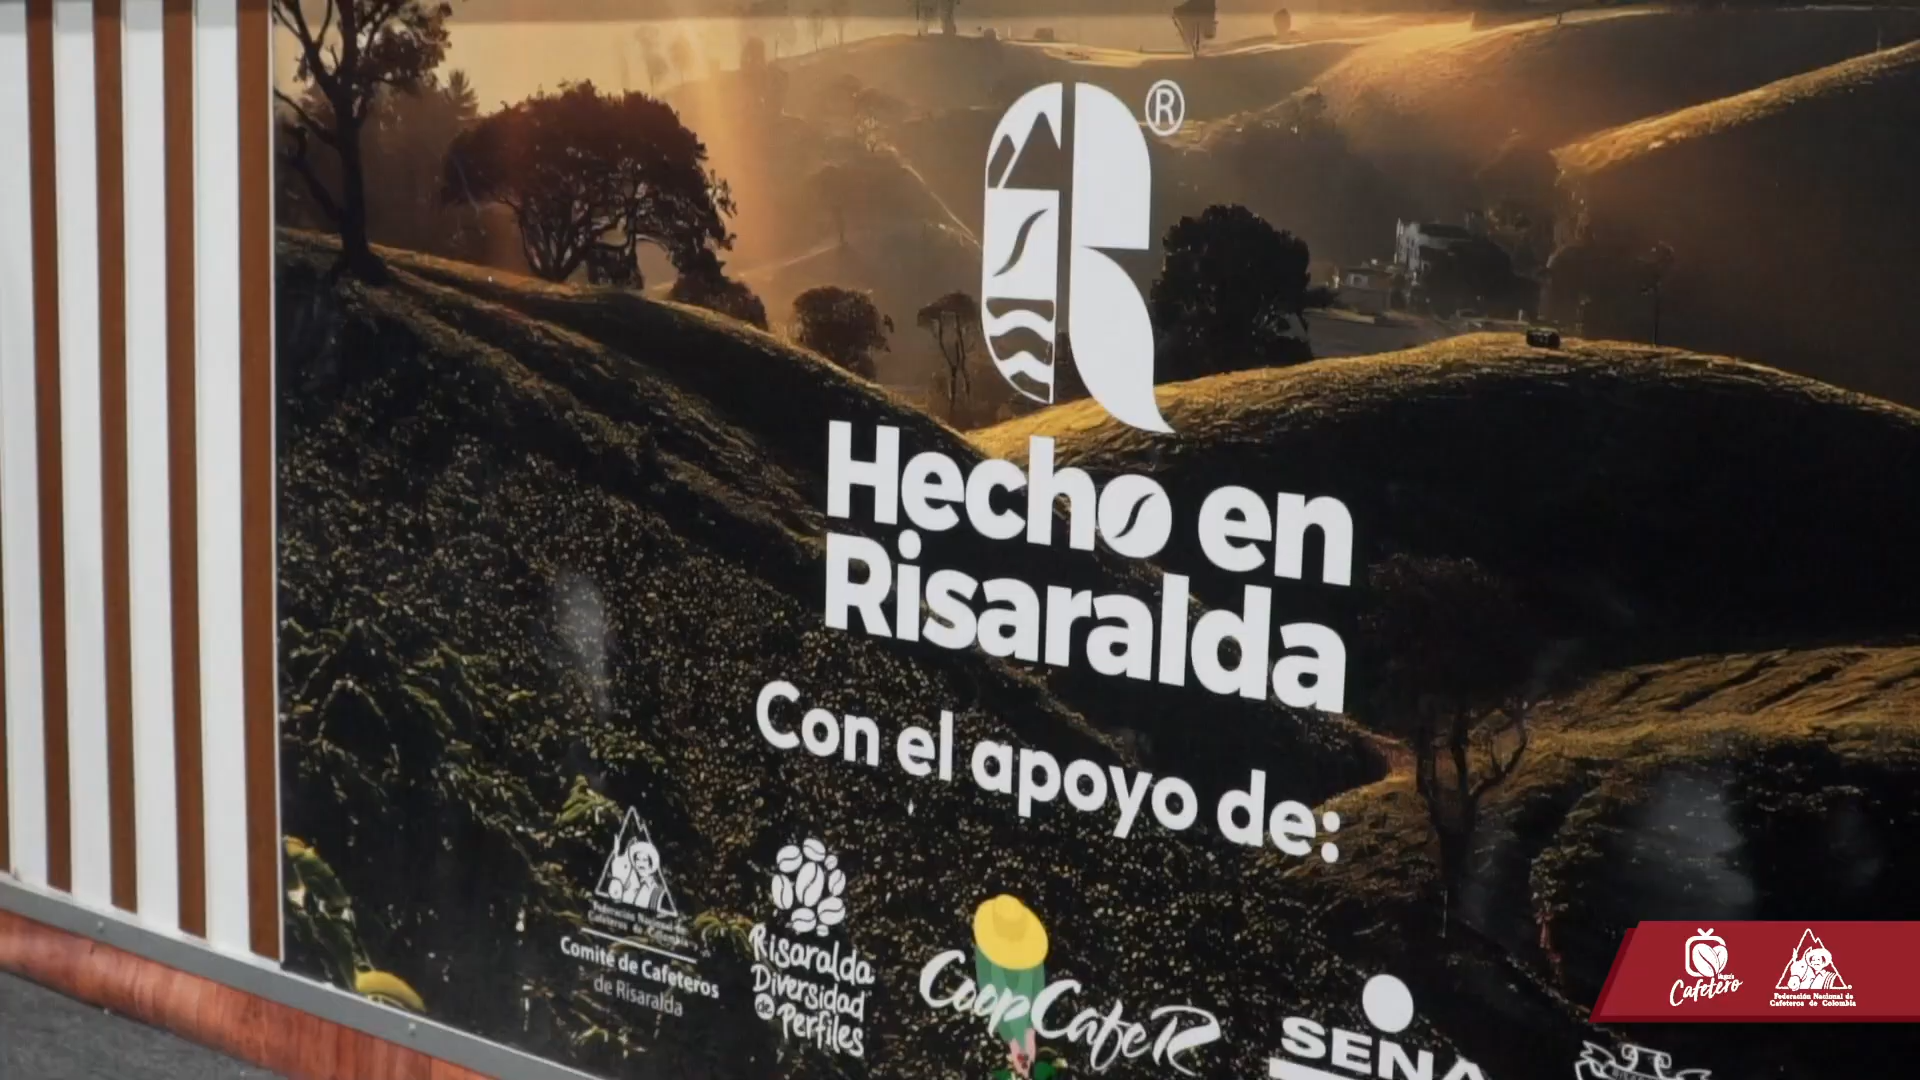 ®
Hecho en
Risaralda
Con el apoyo de:
Federación Nacional de
Cafeteros de Colombia
Comité de Cafeteros
de Risaralda
Risaralda
Diversidad
de
Perfiles
CoopCafeR
SENA
Cafetero
Federación Nacional de
Cafeteros de Colombia